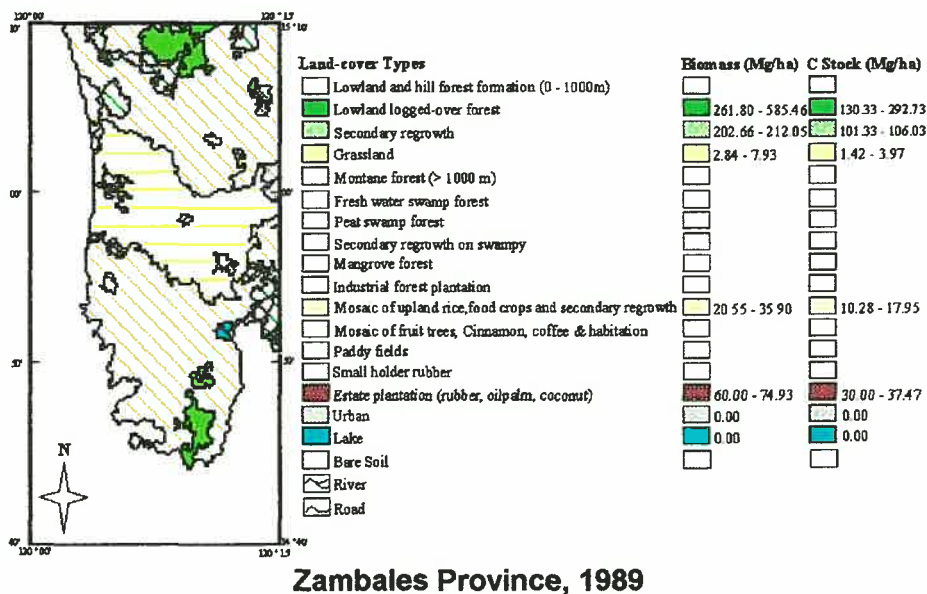 120°00' 120°15'
10' 15°10'
Land-cover Types Biomass (Mg/ha) C Stock (Mg/ha)
Lowland and hill forest formation (0 - 1000m)
Lowland logged-over forest 261.80 - 585.46 130.33 - 292.73
Secondary regrowth 202.66 - 212.05 101.33 - 106.03
Grassland 2.84 - 7.93 1.42 - 3.97
Montane forest (> 1000 m)
00'
Fresh water swamp forest
Peat swamp forest
Secondary regrowth on swampy
Mangrove forest
Industrial forest plantation
Mosaic of upland rice,food crops and secondary regrowth 20.55 - 35.90 10.28 - 17.95
Mosaic of fruit trees, Cinnamon, coffee & habitation
Paddy fields
50'
Small holder rubber
Estate plantation (rubber, oilpalm, coconut) 60.00 - 74.93 30.00 - 37.47
Urban 0.00 0.00
Lake 0.00 0.00
N
Bare Soil
River
Road
40' 14°40'
120°00' 120°15
Zambales Province, 1989